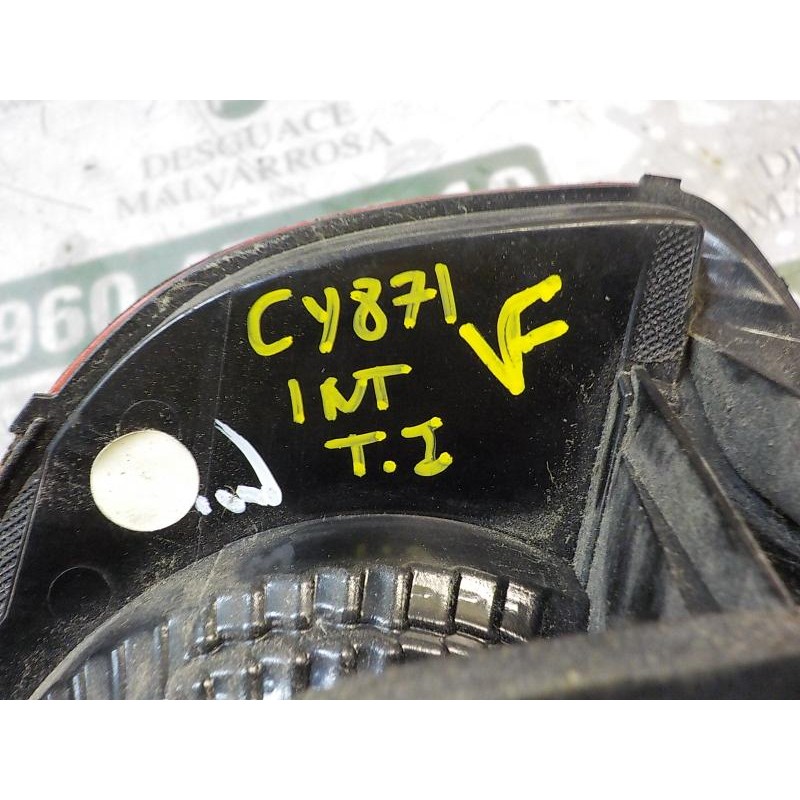 DESGUACE
MALVARROSA
960
CY871
INT
T.I
VF